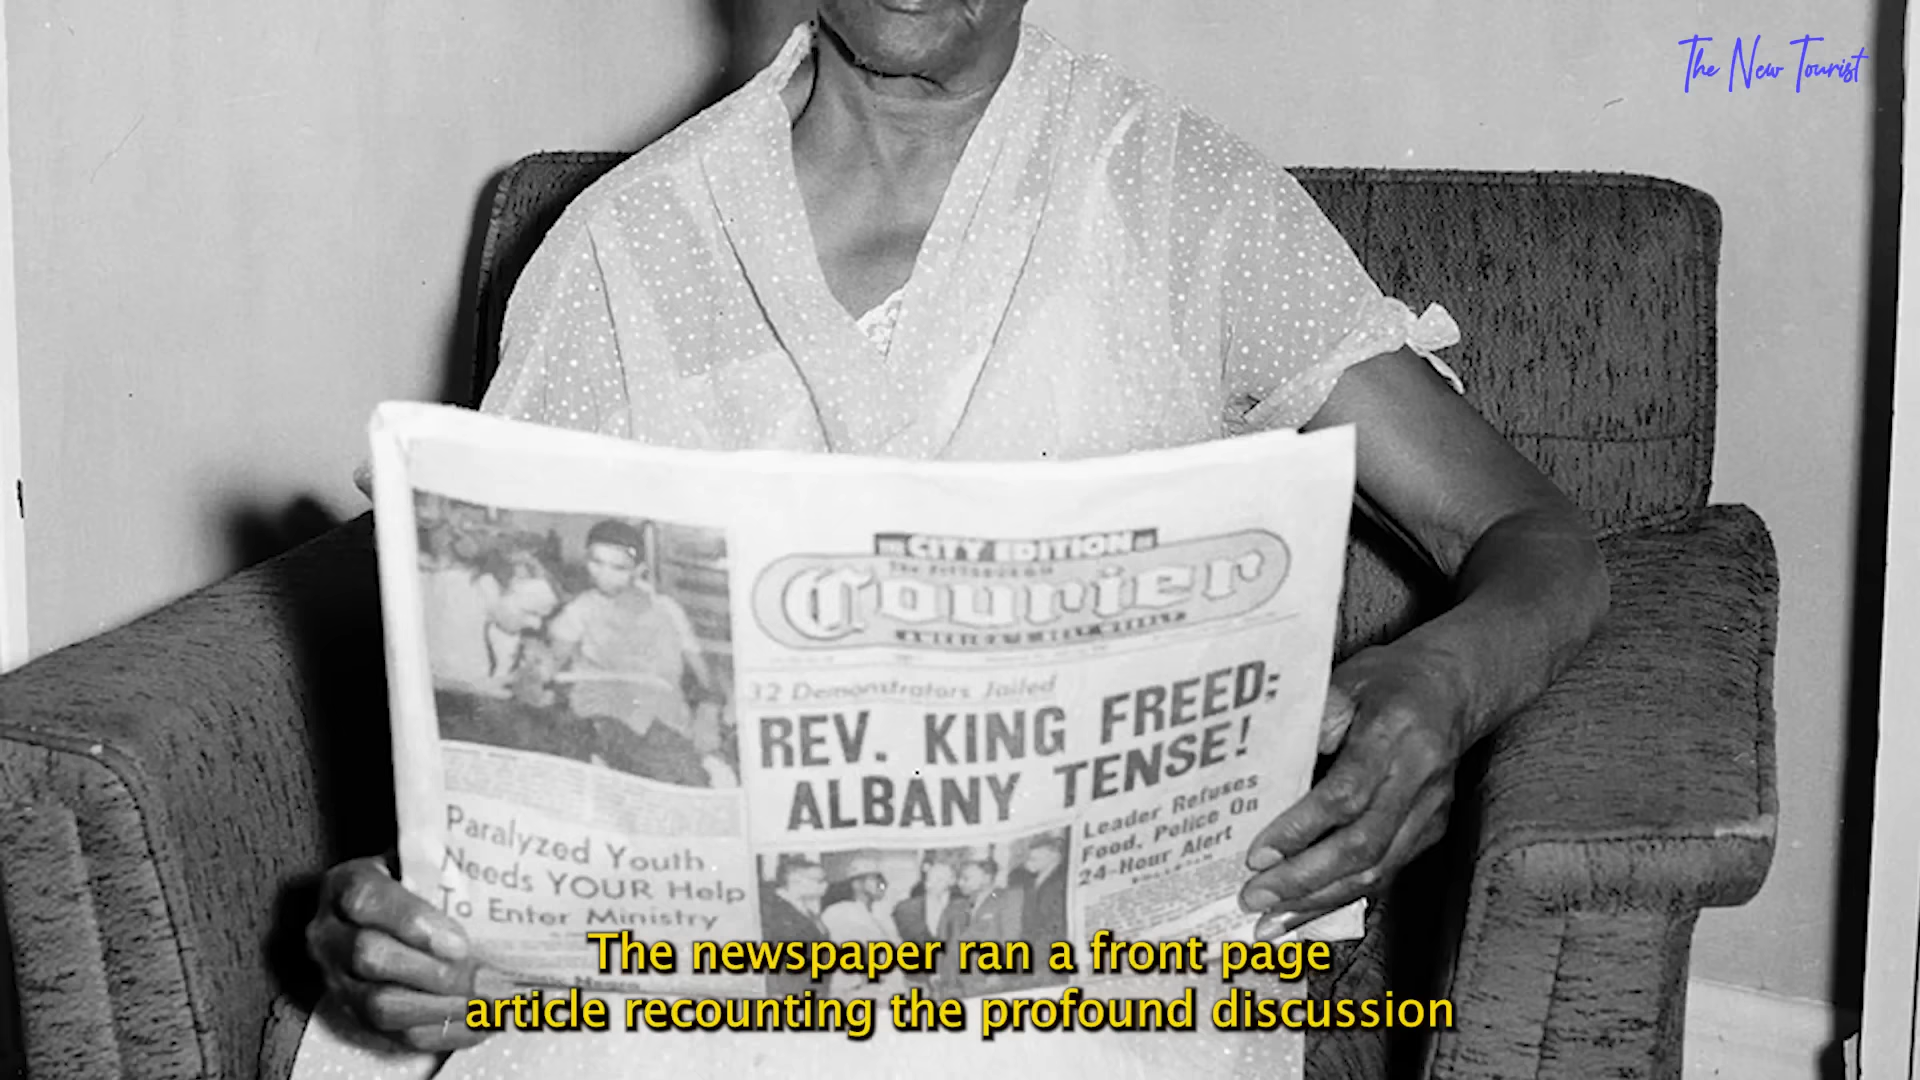 The New Tourist
CITY EDITION
THE PITTSBURGH
Courier
32 Demonstrators Jailed
REV. KING FREED:
ALBANY TENSE!
Leader Refuses
Food, Police On
24-Hour Alert
Paralyzed Youth
Needs YOUR Help
To Enter Ministry
The newspaper ran a front page
article recounting the profound discussion